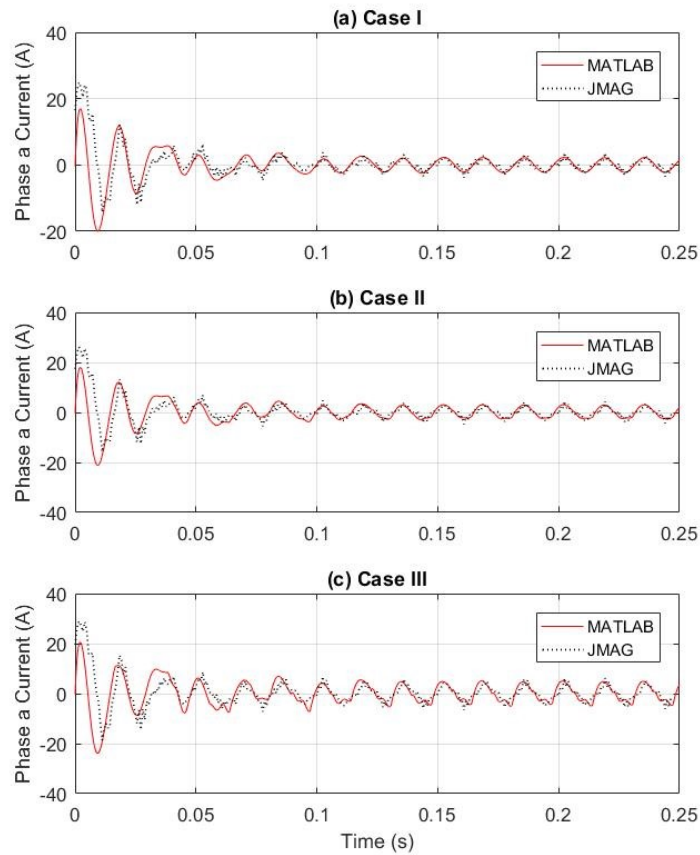 (a) Case I
40
20
0
-20
Phase a Current (A)
MATLAB
JMAG
0 0.05 0.1 0.15 0.2 0.25
(b) Case II
40
20
0
-20
-40
Phase a Current (A)
MATLAB
JMAG
0 0.05 0.1 0.15 0.2 0.25
(c) Case III
40
20
0
-20
-40
Phase a Current (A)
MATLAB
JMAG
0 0.05 0.1 0.15 0.2 0.25
Time (s)